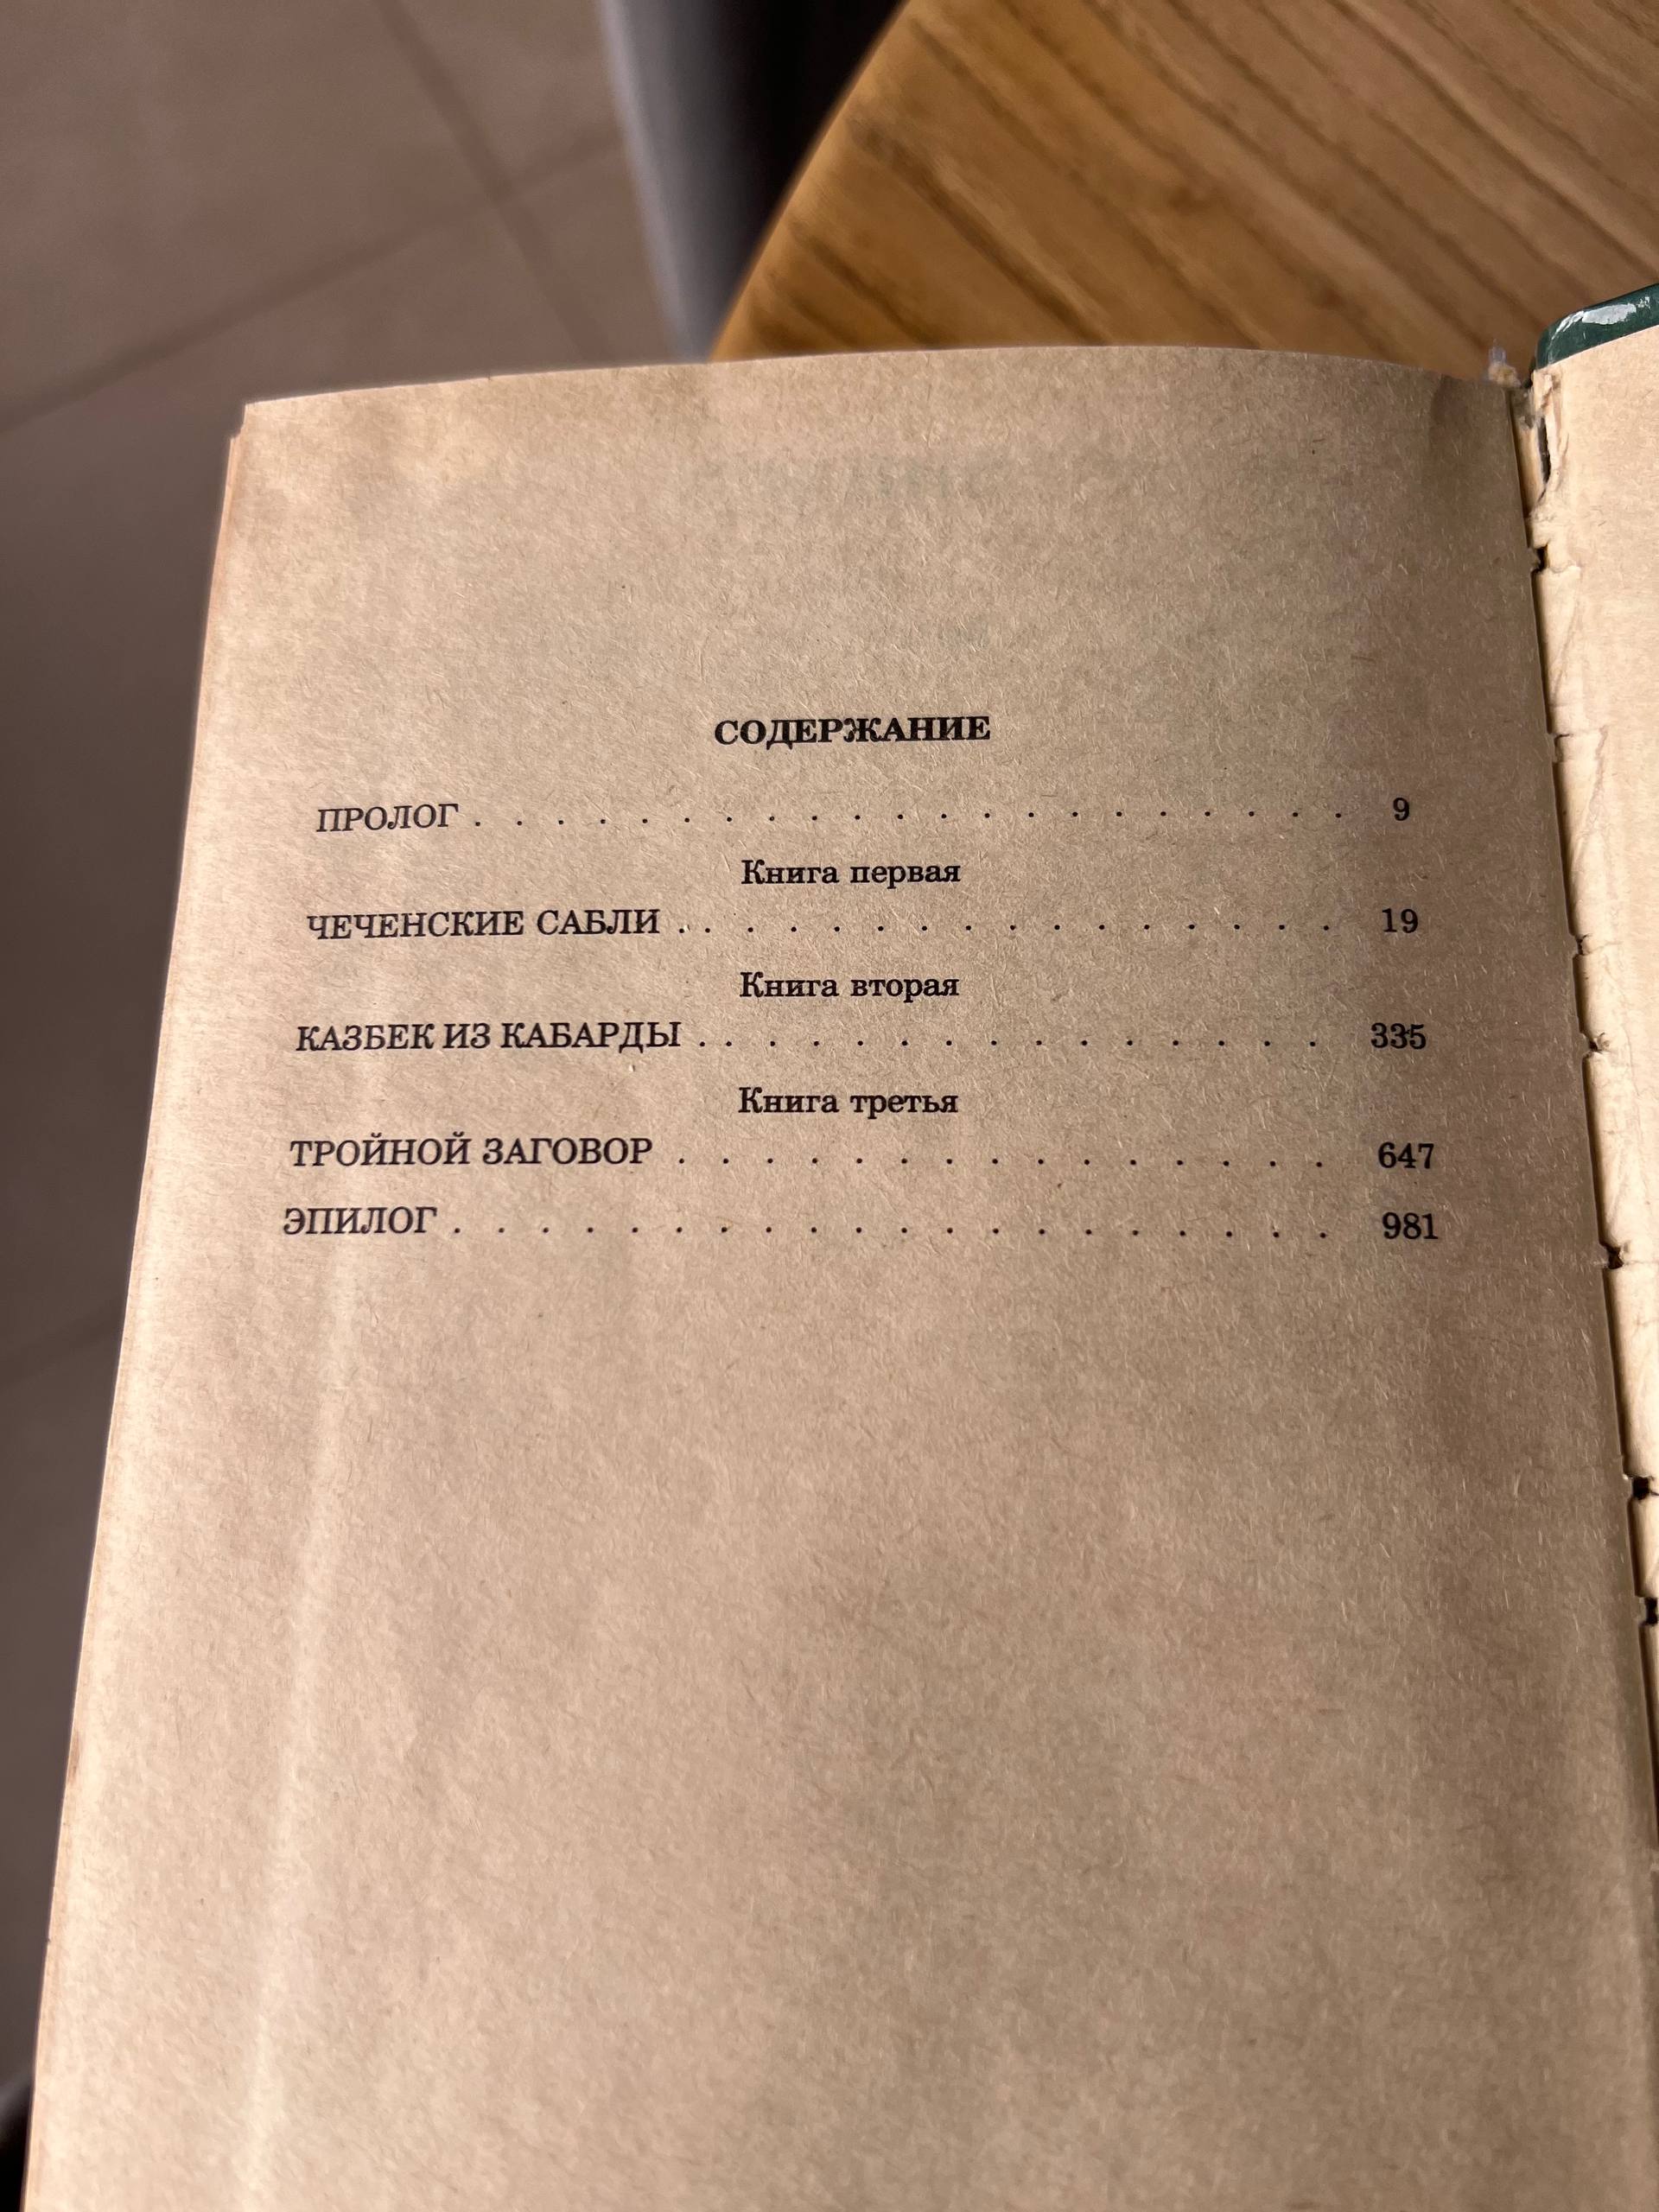 СОДЕРЖАНИЕ
ПРОЛОГ . . . . . . . . . . . . . . . . . . . . . 9
Книга первая
ЧЕЧЕНСКИЕ САБЛИ . . . . . . . . . . . . . . . . 19
Книга вторая
КАЗБЕК ИЗ КАБАРДЫ . . . . . . . . . . . . . . . 335
Книга третья
ТРОЙНОЙ ЗАГОВОР . . . . . . . . . . . . . . . 647
ЭПИЛОГ . . . . . . . . . . . . . . . . . . . . 981